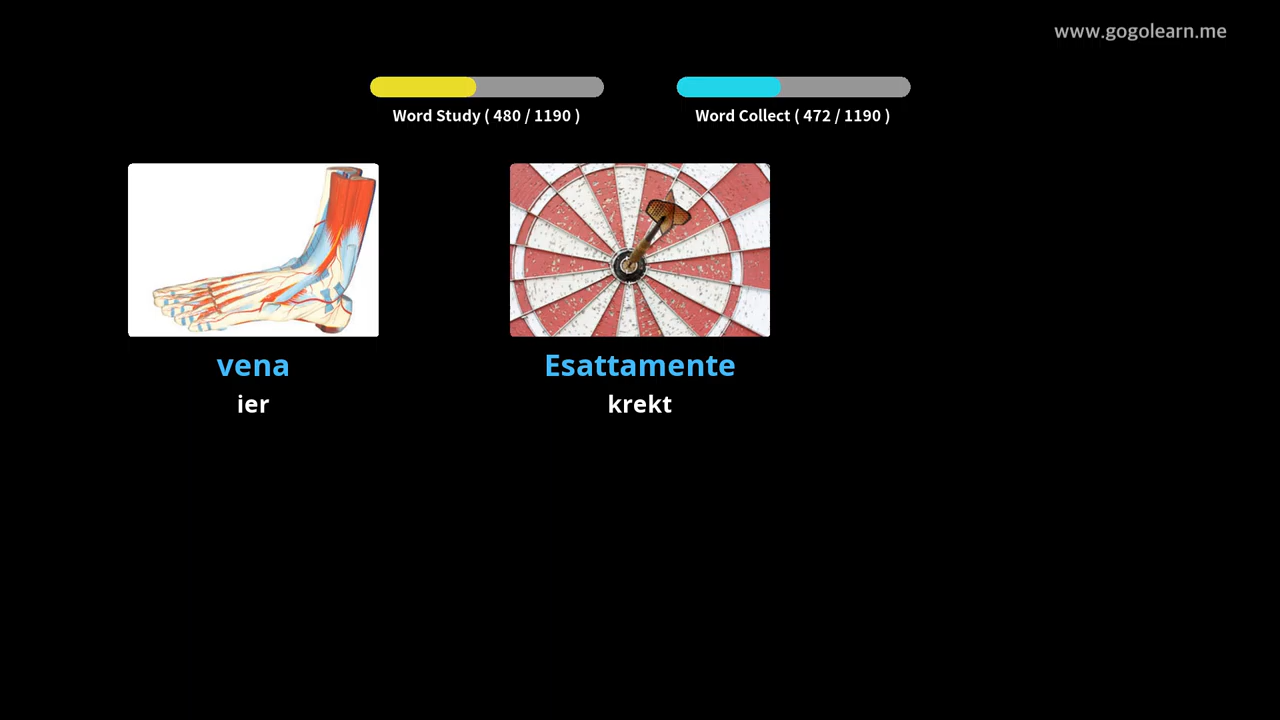 www.gogolearn.me
Word Study ( 480 / 1190 )
Word Collect ( 472 / 1190 )
vena
Esattamente
ier
krekt